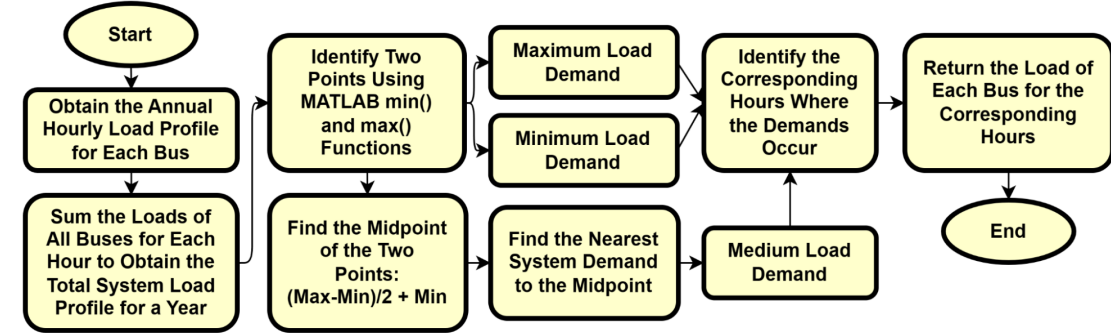 Start
Obtain the Annual
Hourly Load Profile
for Each Bus
Sum the Loads of
All Buses for Each
Hour to Obtain the
Total System Load
Profile for a Year
Identify Two
Points Using
MATLAB min()
and max()
Functions
Maximum Load
Demand
Minimum Load
Demand
Find the Midpoint
of the Two
Points:
(Max-Min)/2 + Min
Find the Nearest
System Demand
to the Midpoint
Medium Load
Demand
Identify the
Corresponding
Hours Where
the Demands
Occur
Return the Load of
Each Bus for the
Corresponding
Hours
End